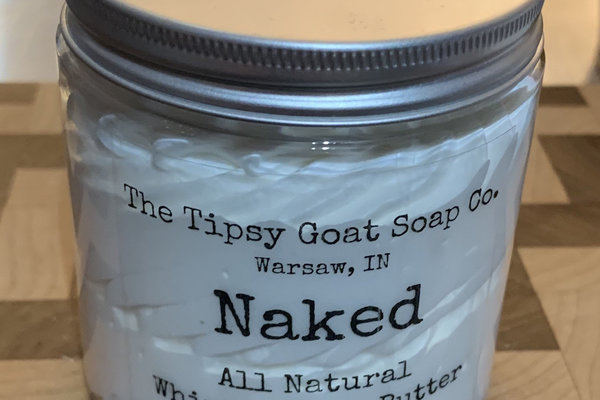 The Tipsy Goat Soap Co.
Warsaw, IN
Naked
All Natural
Butter